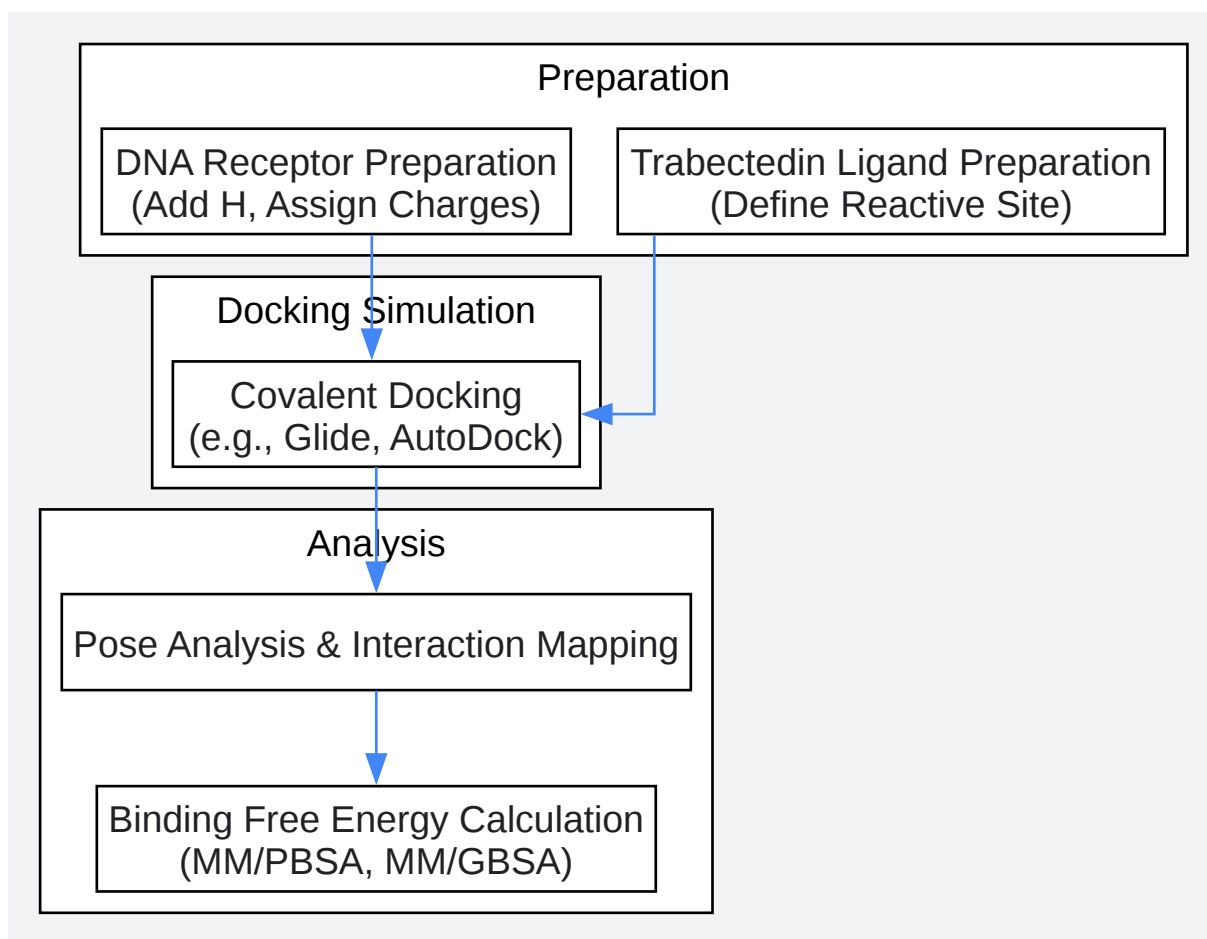 Preparation
DNA Receptor Preparation
(Add H, Assign Charges)
Trabectedin Ligand Preparation
(Define Reactive Site)
Docking Simulation
Covalent Docking
(e.g., Glide, AutoDock)
Analysis
Pose Analysis & Interaction Mapping
Binding Free Energy Calculation
(MM/PBSA, MM/GBSA)